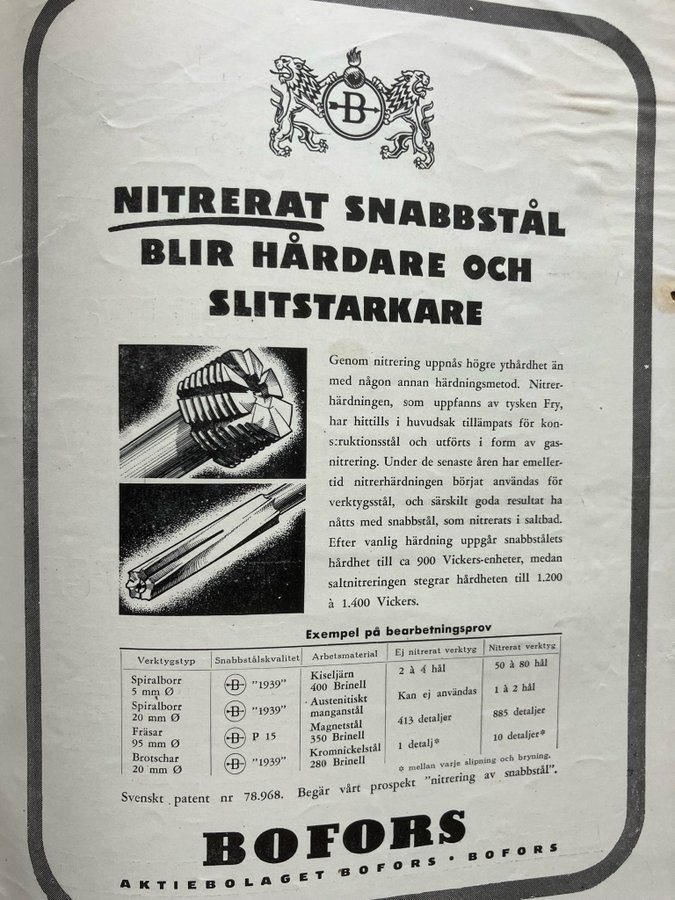 B
NITRERAT SNABBSTÅL
BLIR HÅRDARE OCH
SLITSTARKARE
Genom nitrering uppnås högre ythårdhet än
med någon annan härdningsmetod. Nitrer-
härdningen, som uppfanns av tysken Fry,
har hittills i huvudsak tillämpats för kon-
struktionsstål och utförts i form av gas-
nitrering. Under de senaste åren har emeller-
tid nitrerhärdningen börjat användas för
verktygsstål, och särskilt goda resultat ha
nåtts med snabbstål, som nitrerats i saltbad.
Efter vanlig härdning uppgår snabbstålets
hårdhet till ca 900 Vickers-enheter, medan
saltnitreringen stegrar hårdheten till 1.200
à 1.400 Vickers.
Exempel på bearbetningsprov
Verktygstyp Snabbstålskvalitet Arbetsmaterial Ej nitrerat verktyg Nitrerat verktyg
Spiralborr 5 mm Ø B "1939" Kiseljärn 400 Brinell 2 à 4 hål 50 à 80 hål
Spiralborr 20 mm Ø B "1939" Austenitiskt manganstål Kan ej användas 1 à 2 hål
Fräsar 95 mm Ø B P 15 Magnetstål 350 Brinell 413 detaljer 885 detaljer
Brotschar 20 mm Ø B "1939" Kromnickelstål 280 Brinell 1 detalj* 10 detaljer*
* mellan varje slipning och bryning.
Svenskt patent nr 78.968. Begär vårt prospekt "nitrering av snabbstål".
BOFORS
AKTIEBOLAGET BOFORS · BOFORS